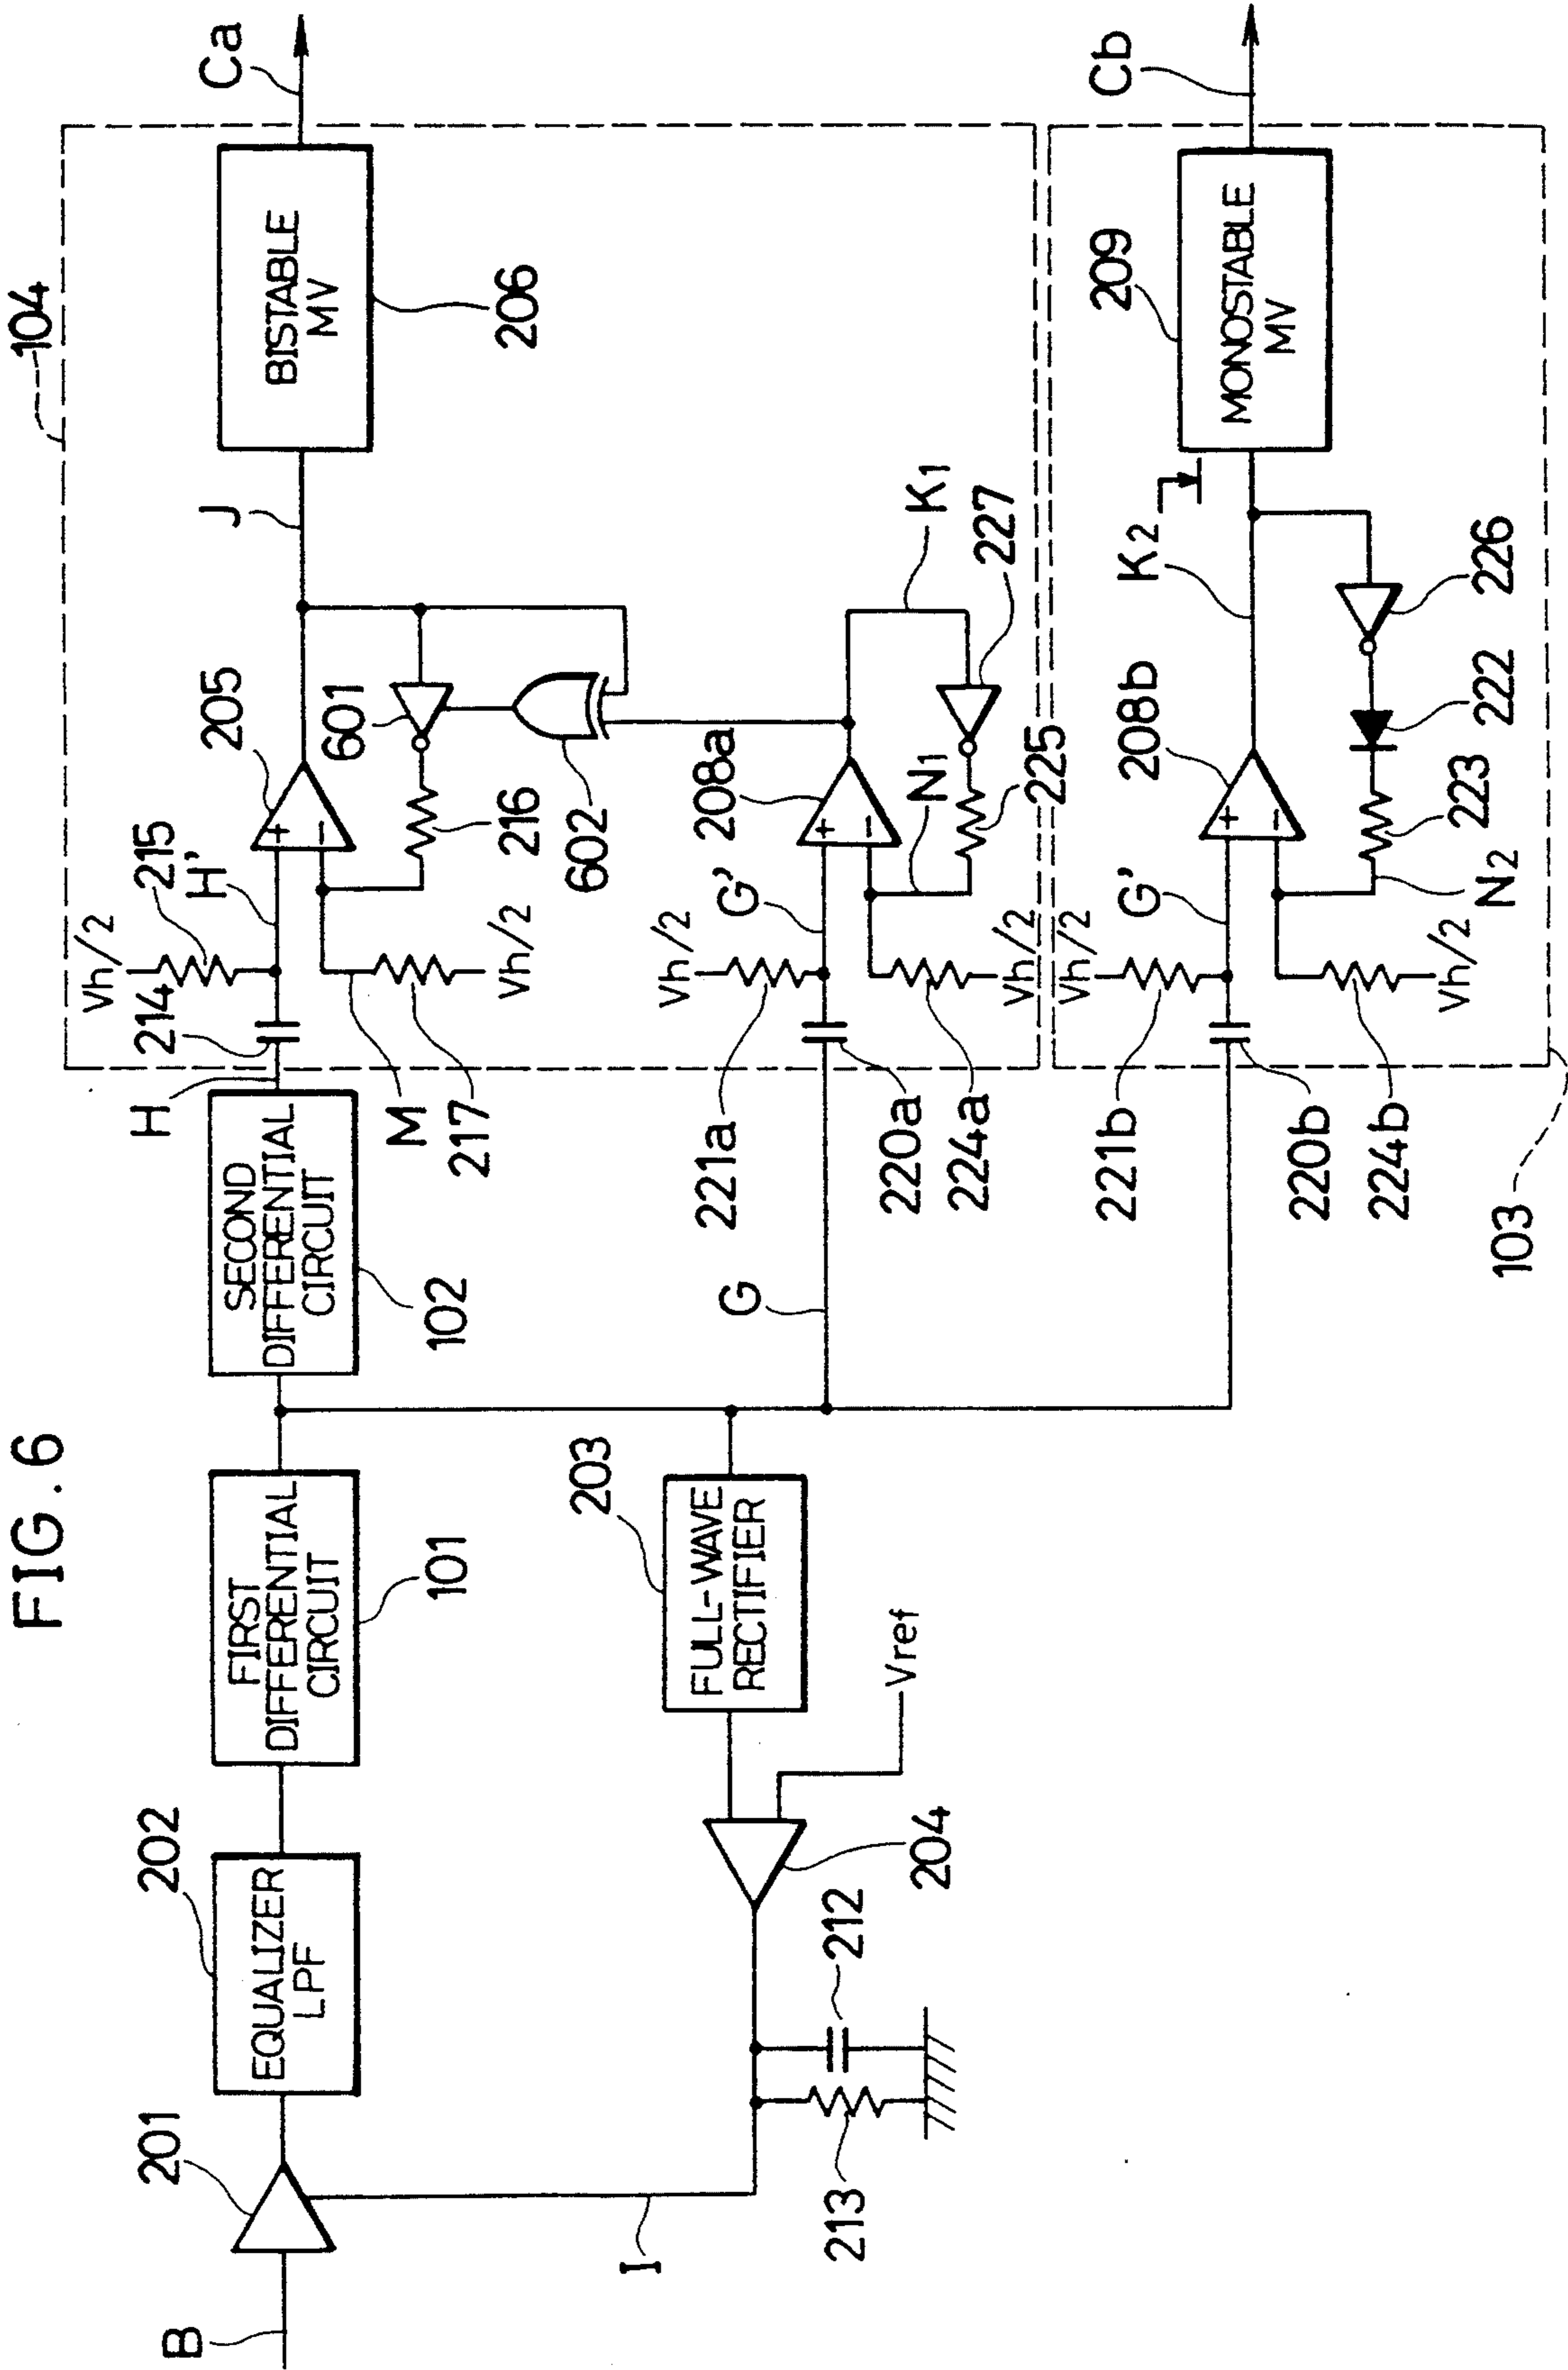 FIG. 6
B
201
EQUALIZER
LPF
202
FIRST
DIFFERENTIAL
CIRCUIT
101
SECOND
DIFFERENTIAL
CIRCUIT
102
I
213
212
204
Vref
FULL-WAVE
RECTIFIER
203
G
104
H
214
Vh/2
215
H'
205
M
217
Vh/2
216
601
602
J
BISTABLE
MV
206
Ca
221a
Vh/2
G'
220a
224a
Vh/2
208a
N1
225
227
K1
103
221b
Vh/2
G'
220b
224b
Vh/2
208b
N2
223
222
226
K2
MONOSTABLE
MV
209
Cb